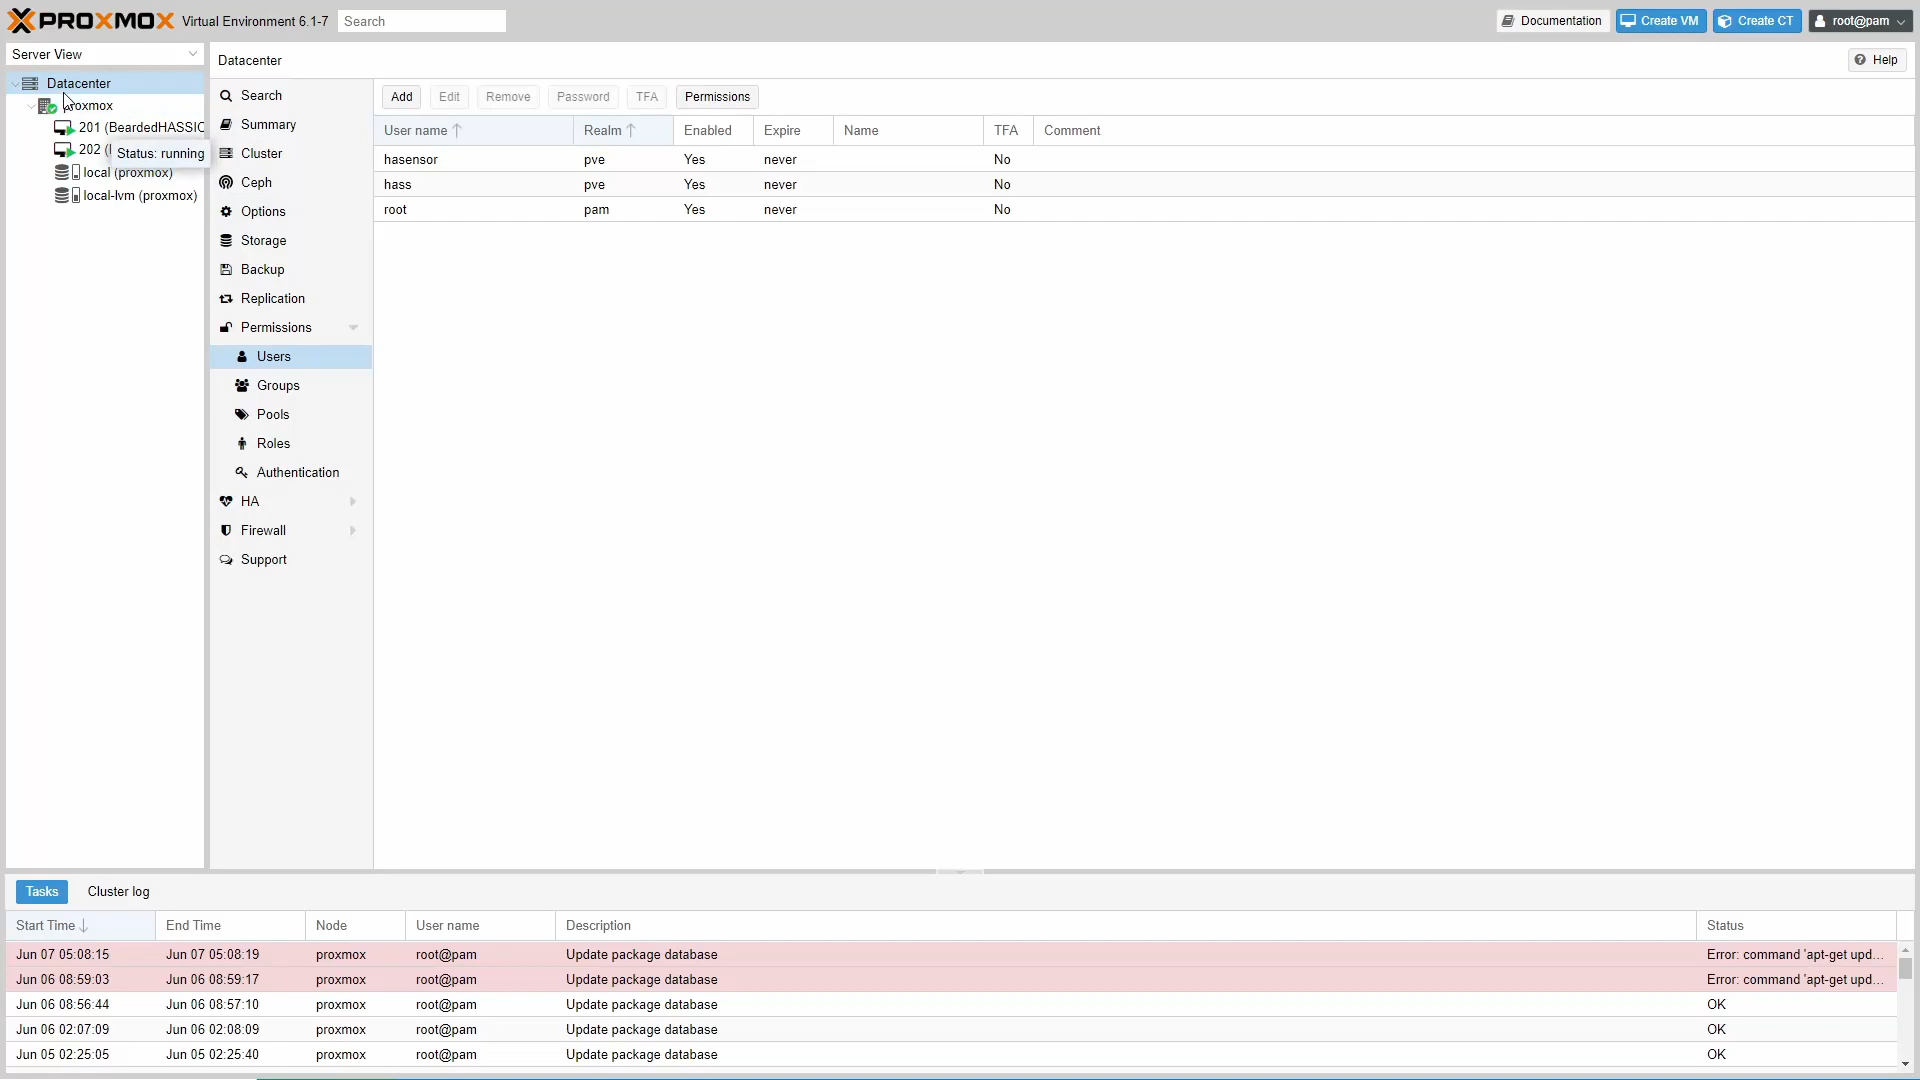 PROXMOX Virtual Environment 6.1-7 Search Documentation Create VM Create CT root@pam
Server View
Datacenter
proxmox
201 (BeardedHASSIO
202 (
Status: running
local (proxmox)
local-lvm (proxmox)
Datacenter Help
Search
Summary
Cluster
Ceph
Options
Storage
Backup
Replication
Permissions
Users
Groups
Pools
Roles
Authentication
HA
Firewall
Support
Add Edit Remove Password TFA Permissions
User name Realm Enabled Expire Name TFA Comment
hasensor pve Yes never No
hass pve Yes never No
root pam Yes never No
Tasks Cluster log
Start Time End Time Node User name Description Status
Jun 07 05:08:15 Jun 07 05:08:19 proxmox root@pam Update package database Error: command 'apt-get upd...
Jun 06 08:59:03 Jun 06 08:59:17 proxmox root@pam Update package database Error: command 'apt-get upd...
Jun 06 08:56:44 Jun 06 08:57:10 proxmox root@pam Update package database OK
Jun 06 02:07:09 Jun 06 02:08:09 proxmox root@pam Update package database OK
Jun 05 02:25:05 Jun 05 02:25:40 proxmox root@pam Update package database OK